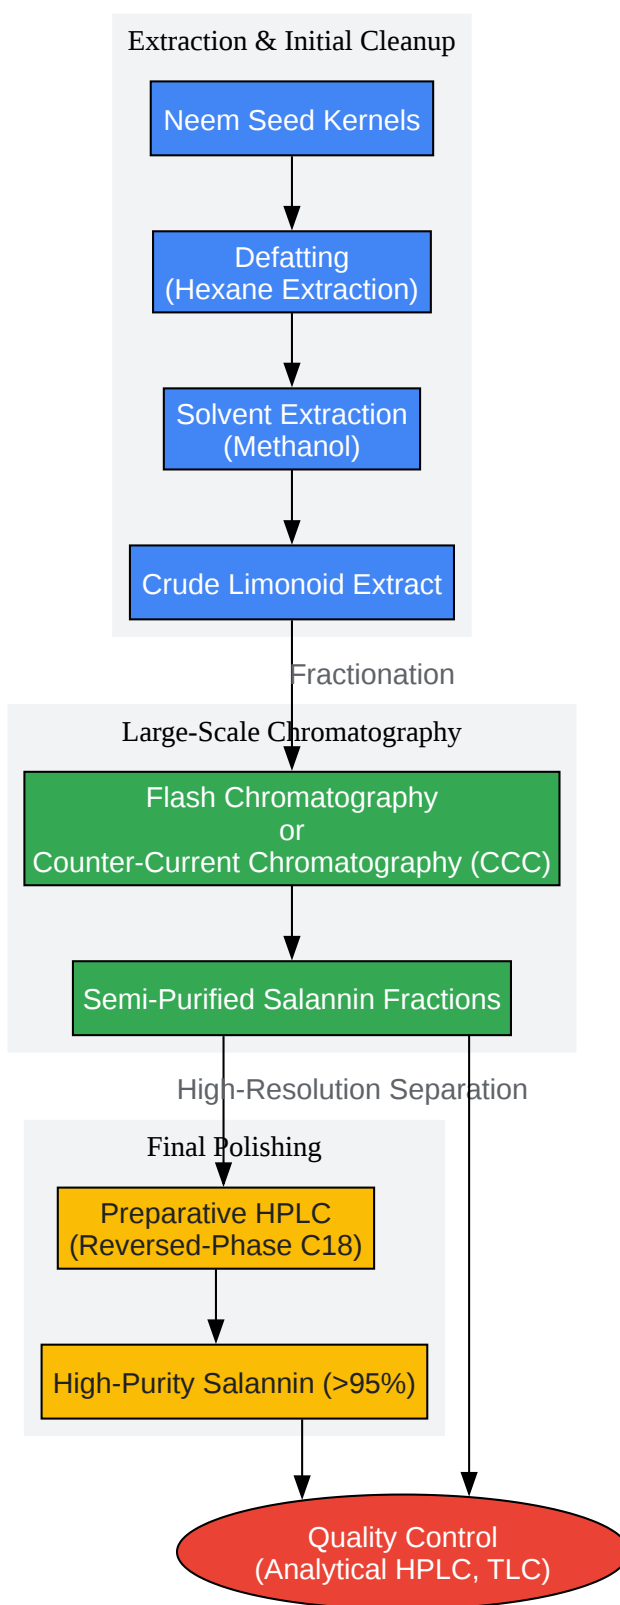 Extraction & Initial Cleanup
Neem Seed Kernels
Defatting
(Hexane Extraction)
Solvent Extraction
(Methanol)
Crude Limonoid Extract
Fractionation
Large-Scale Chromatography
Flash Chromatography
or
Counter-Current Chromatography (CCC)
Semi-Purified Salannin Fractions
High-Resolution Separation
Final Polishing
Preparative HPLC
(Reversed-Phase C18)
High-Purity Salannin (>95%)
Quality Control
(Analytical HPLC, TLC)